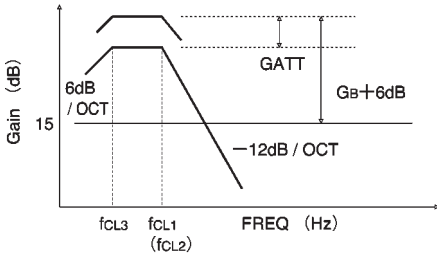 Gain (dB)
6dB
/ OCT
15
GATT
GB+6dB
−12dB / OCT
fCL3
fCL1
(fCL2)
FREQ (Hz)